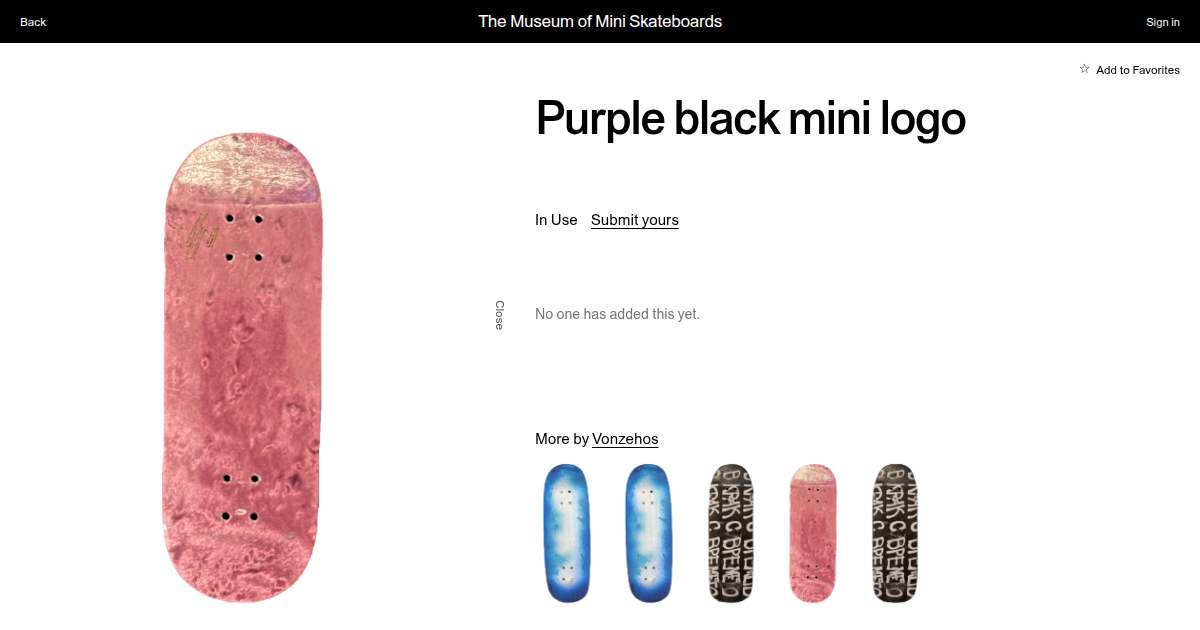 Back
The Museum of Mini Skateboards
Sign in
☆ Add to Favorites
Purple black mini logo
In Use Submit yours
Close
No one has added this yet.
More by Vonzehos